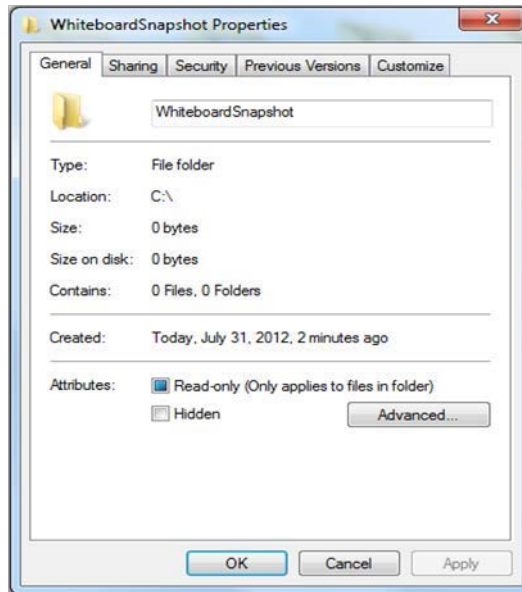 WhiteboardSnapshot Properties
General Sharing Security Previous Versions Customize
WhiteboardSnapshot
Type: File folder
Location: C:\
Size: 0 bytes
Size on disk: 0 bytes
Contains: 0 Files, 0 Folders
Created: Today, July 31, 2012, 2 minutes ago
Attributes: Read-only (Only applies to files in folder)
Hidden Advanced...
OK Cancel Apply